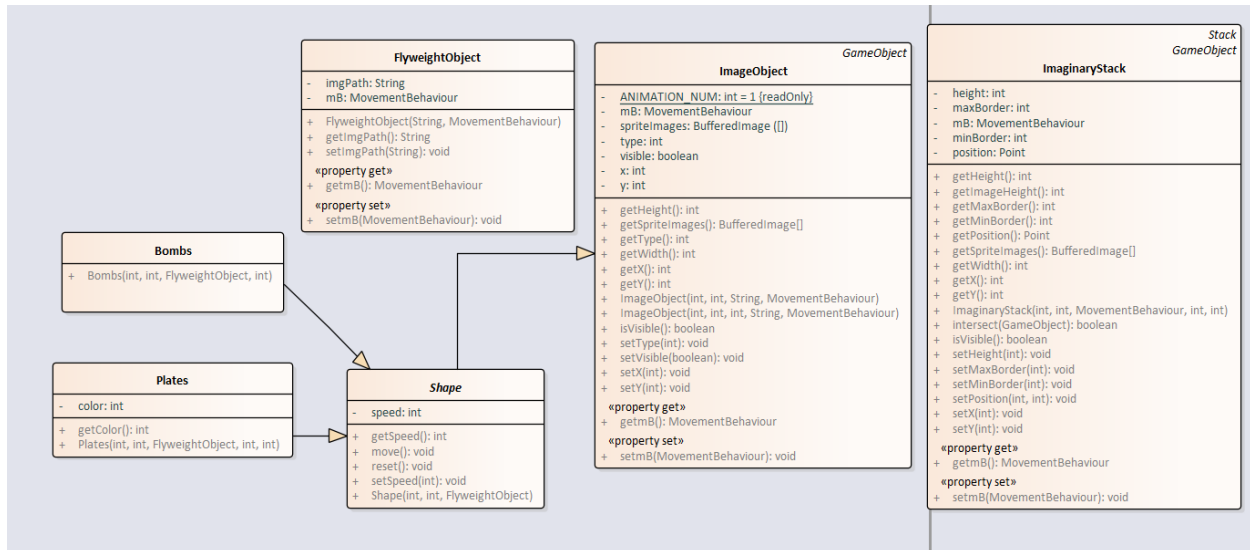 FlyweightObject
- imgPath: String
- mB: MovementBehaviour
+ FlyweightObject(String, MovementBehaviour)
+ getImgPath(): String
+ setImgPath(String): void
«property get»
+ getmB(): MovementBehaviour
«property set»
+ setmB(MovementBehaviour): void
GameObject
ImageObject
- ANIMATION_NUM: int = 1 {readOnly}
- mB: MovementBehaviour
- spriteImages: BufferedImage ([])
- type: int
- visible: boolean
- x: int
- y: int
+ getHeight(): int
+ getSpriteImages(): BufferedImage[]
+ getType(): int
+ getWidth(): int
+ getX(): int
+ getY(): int
+ ImageObject(int, int, String, MovementBehaviour)
+ ImageObject(int, int, int, String, MovementBehaviour)
+ isVisible(): boolean
+ setType(int): void
+ setVisible(boolean): void
+ setX(int): void
+ setY(int): void
«property get»
+ getmB(): MovementBehaviour
«property set»
+ setmB(MovementBehaviour): void
Stack
GameObject
ImaginaryStack
- height: int
- maxBorder: int
- mB: MovementBehaviour
- minBorder: int
- position: Point
+ getHeight(): int
+ getImageHeight(): int
+ getMaxBorder(): int
+ getMinBorder(): int
+ getPosition(): Point
+ getSpriteImages(): BufferedImage[]
+ getWidth(): int
+ getX(): int
+ getY(): int
+ ImaginaryStack(int, int, MovementBehaviour, int, int)
+ intersect(GameObject): boolean
+ isVisible(): boolean
+ setHeight(int): void
+ setMaxBorder(int): void
+ setMinBorder(int): void
+ setPosition(int, int): void
+ setX(int): void
+ setY(int): void
«property get»
+ getmB(): MovementBehaviour
«property set»
+ setmB(MovementBehaviour): void
Bombs
+ Bombs(int, int, FlyweightObject, int)
Plates
- color: int
+ getColor(): int
+ Plates(int, int, FlyweightObject, int, int)
Shape
- speed: int
+ getSpeed(): int
+ move(): void
+ reset(): void
+ setSpeed(int): void
+ Shape(int, int, FlyweightObject)